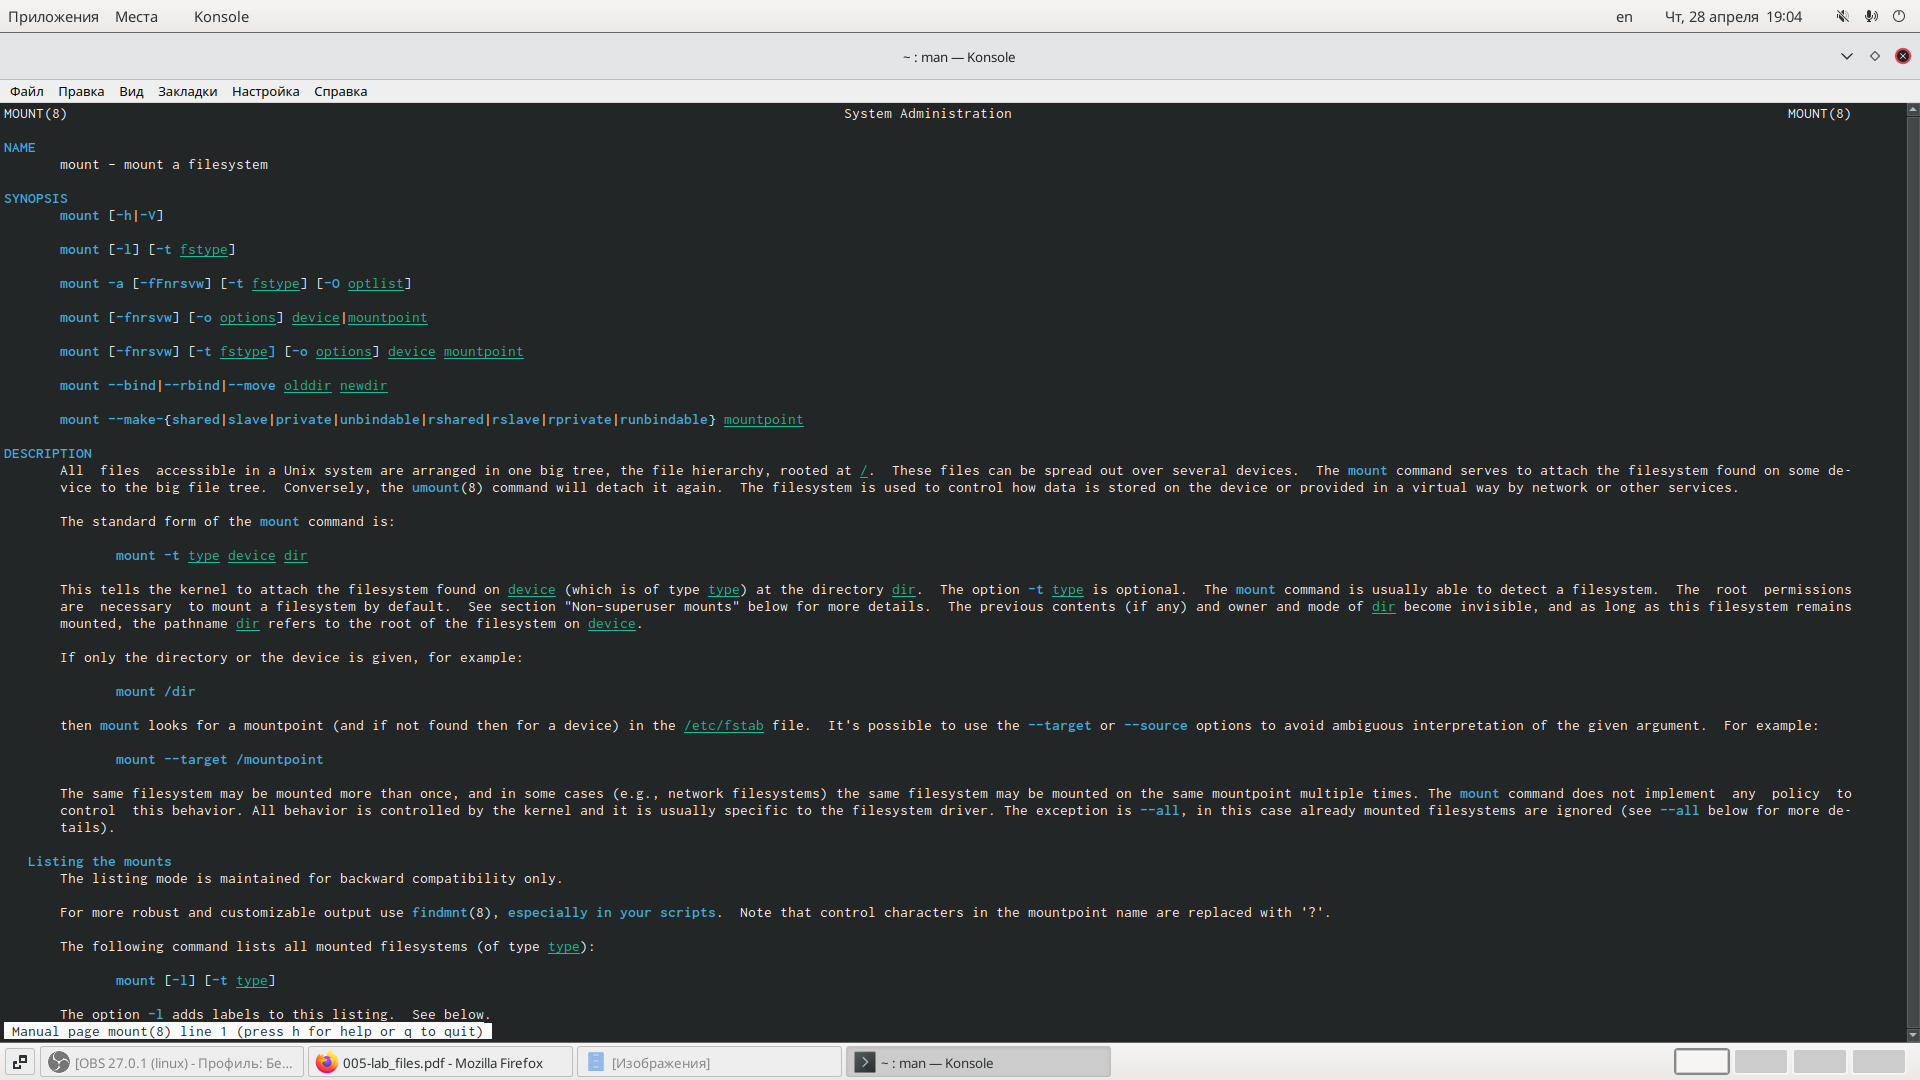 Приложения Места Konsole en Чт, 28 апреля 19:04
~ : man — Konsole
Файл Правка Вид Закладки Настройка Справка
MOUNT(8) System Administration MOUNT(8)
NAME
mount - mount a filesystem
SYNOPSIS
mount [-h|-V]
mount [-l] [-t fstype]
mount -a [-fFnrsvw] [-t fstype] [-O optlist]
mount [-fnrsvw] [-o options] device|mountpoint
mount [-fnrsvw] [-t fstype] [-o options] device mountpoint
mount --bind|--rbind|--move olddir newdir
mount --make-{shared|slave|private|unbindable|rshared|rslave|rprivate|runbindable} mountpoint
DESCRIPTION
All files accessible in a Unix system are arranged in one big tree, the file hierarchy, rooted at /. These files can be spread out over several devices. The mount command serves to attach the filesystem found on some de-
vice to the big file tree. Conversely, the umount(8) command will detach it again. The filesystem is used to control how data is stored on the device or provided in a virtual way by network or other services.
The standard form of the mount command is:
mount -t type device dir
This tells the kernel to attach the filesystem found on device (which is of type type) at the directory dir. The option -t type is optional. The mount command is usually able to detect a filesystem. The root permissions
are necessary to mount a filesystem by default. See section "Non-superuser mounts" below for more details. The previous contents (if any) and owner and mode of dir become invisible, and as long as this filesystem remains
mounted, the pathname dir refers to the root of the filesystem on device.
If only the directory or the device is given, for example:
mount /dir
then mount looks for a mountpoint (and if not found then for a device) in the /etc/fstab file. It's possible to use the --target or --source options to avoid ambiguous interpretation of the given argument. For example:
mount --target /mountpoint
The same filesystem may be mounted more than once, and in some cases (e.g., network filesystems) the same filesystem may be mounted on the same mountpoint multiple times. The mount command does not implement any policy to
control this behavior. All behavior is controlled by the kernel and it is usually specific to the filesystem driver. The exception is --all, in this case already mounted filesystems are ignored (see --all below for more de-
tails).
Listing the mounts
The listing mode is maintained for backward compatibility only.
For more robust and customizable output use findmnt(8), especially in your scripts. Note that control characters in the mountpoint name are replaced with '?'.
The following command lists all mounted filesystems (of type type):
mount [-l] [-t type]
The option -l adds labels to this listing. See below.
Manual page mount(8) line 1 (press h for help or q to quit)
[OBS 27.0.1 (linux) - Профиль: Бе... 005-lab_files.pdf - Mozilla Firefox [Изображения] ~ : man — Konsole